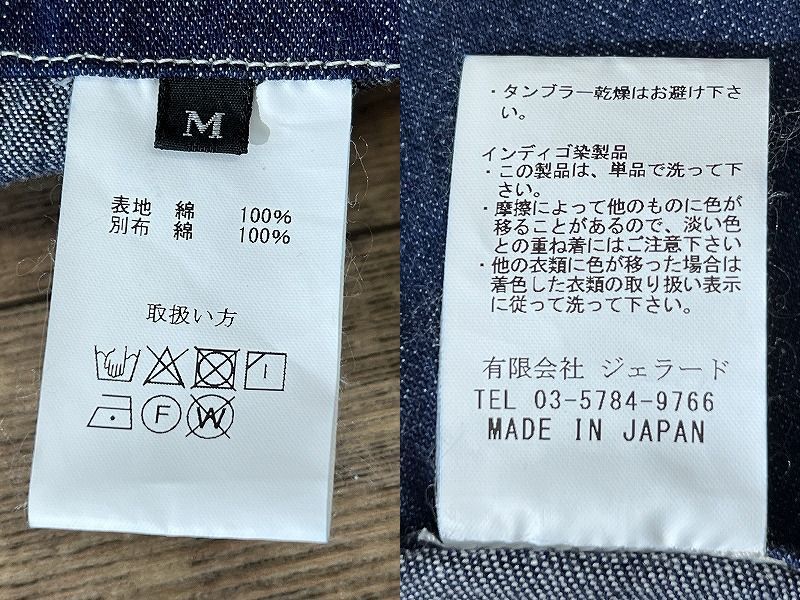 M
表地 綿 100%
別布 綿 100%
取扱い方
F
W
・タンブラー乾燥はお避け下さ
い。
インディゴ染製品
・この製品は、単品で洗って下
さい。
・摩擦によって他のものに色が
移ることがあるので、淡い色
との重ね着にはご注意下さい
・他の衣類に色が移った場合は
着色した衣類の取り扱い表示
に従って洗って下さい。
有限会社 ジェラード
TEL 03-5784-9766
MADE IN JAPAN